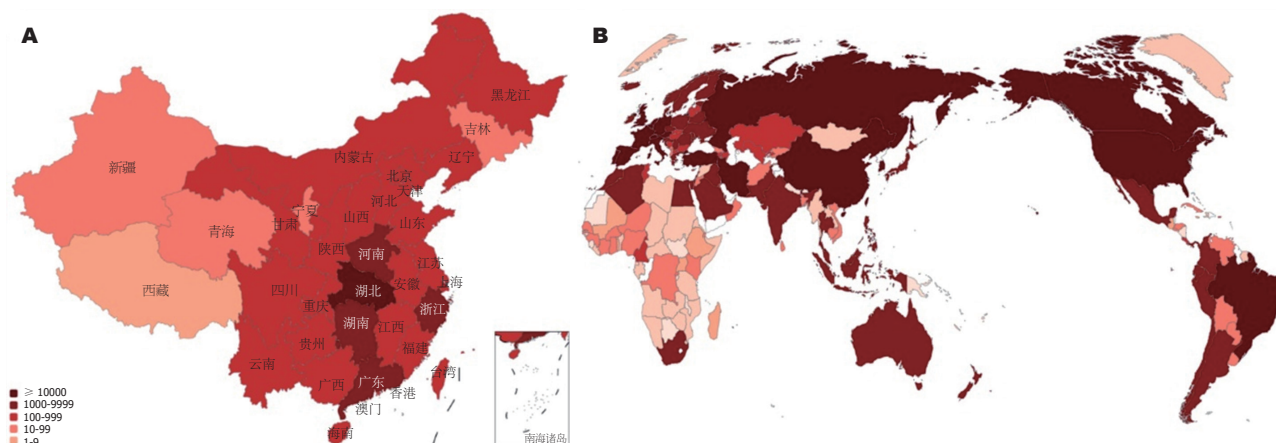 A
B
黑龙江
吉林
辽宁
内蒙古
新疆
北京
天津
河北
宁夏
山西
山东
甘肃
青海
陕西
河南
江苏
西藏
四川
湖北
安徽
上海
重庆
浙江
湖南
江西
贵州
福建
云南
台湾
广西
广东
香港
澳门
海南
南海诸岛
≥ 10000
1000-9999
100-999
10-99
1-9